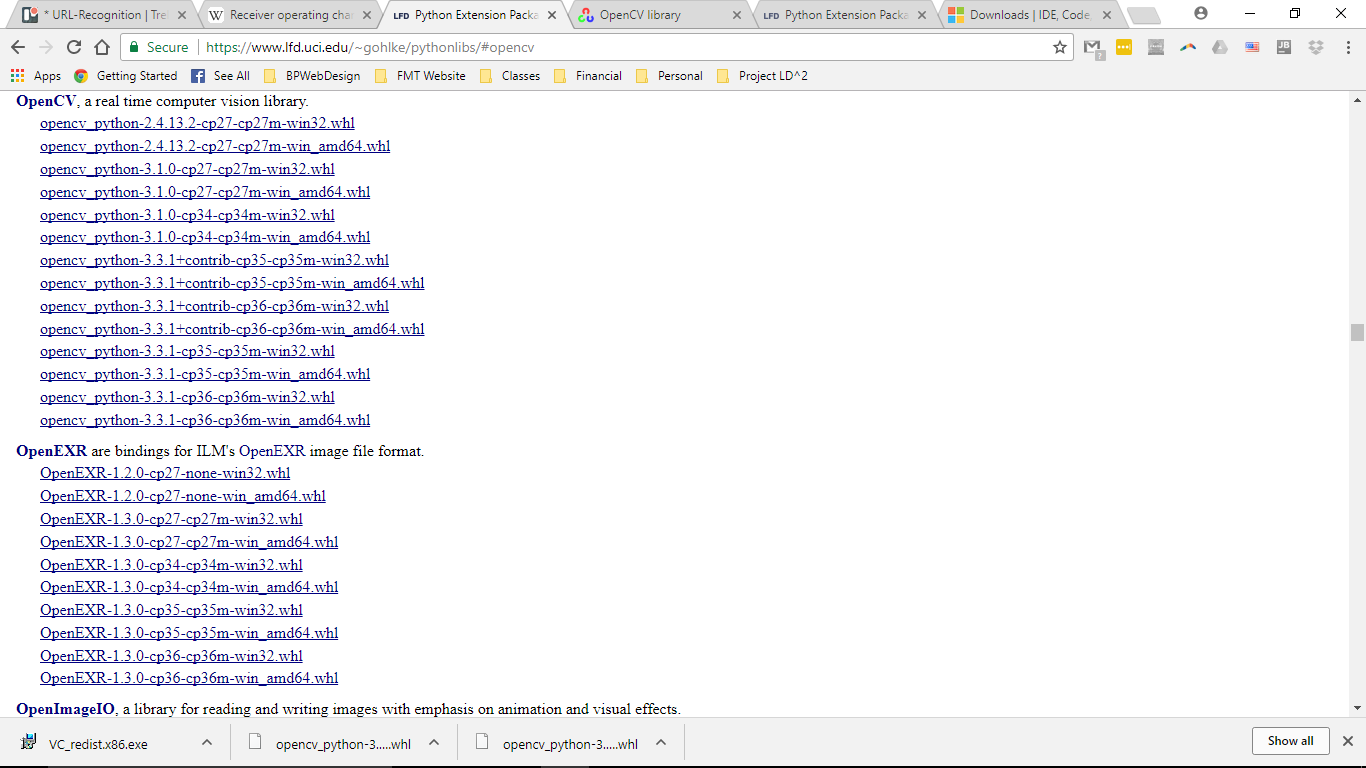 * URL-Recognition | Trel
Receiver operating char
LFD Python Extension Packa
OpenCV library
LFD Python Extension Packa
Downloads | IDE, Code,
Secure https://www.lfd.uci.edu/~gohlke/pythonlibs/#opencv
Apps Getting Started See All BPWebDesign FMT Website Classes Financial Personal Project LD^2
OpenCV, a real time computer vision library.
opencv_python-2.4.13.2-cp27-cp27m-win32.whl
opencv_python-2.4.13.2-cp27-cp27m-win_amd64.whl
opencv_python-3.1.0-cp27-cp27m-win32.whl
opencv_python-3.1.0-cp27-cp27m-win_amd64.whl
opencv_python-3.1.0-cp34-cp34m-win32.whl
opencv_python-3.1.0-cp34-cp34m-win_amd64.whl
opencv_python-3.3.1+contrib-cp35-cp35m-win32.whl
opencv_python-3.3.1+contrib-cp35-cp35m-win_amd64.whl
opencv_python-3.3.1+contrib-cp36-cp36m-win32.whl
opencv_python-3.3.1+contrib-cp36-cp36m-win_amd64.whl
opencv_python-3.3.1-cp35-cp35m-win32.whl
opencv_python-3.3.1-cp35-cp35m-win_amd64.whl
opencv_python-3.3.1-cp36-cp36m-win32.whl
opencv_python-3.3.1-cp36-cp36m-win_amd64.whl
OpenEXR are bindings for ILM's OpenEXR image file format.
OpenEXR-1.2.0-cp27-none-win32.whl
OpenEXR-1.2.0-cp27-none-win_amd64.whl
OpenEXR-1.3.0-cp27-cp27m-win32.whl
OpenEXR-1.3.0-cp27-cp27m-win_amd64.whl
OpenEXR-1.3.0-cp34-cp34m-win32.whl
OpenEXR-1.3.0-cp34-cp34m-win_amd64.whl
OpenEXR-1.3.0-cp35-cp35m-win32.whl
OpenEXR-1.3.0-cp35-cp35m-win_amd64.whl
OpenEXR-1.3.0-cp36-cp36m-win32.whl
OpenEXR-1.3.0-cp36-cp36m-win_amd64.whl
OpenImageIO, a library for reading and writing images with emphasis on animation and visual effects.
VC_redist.x86.exe
opencv_python-3.....whl
opencv_python-3.....whl
Show all